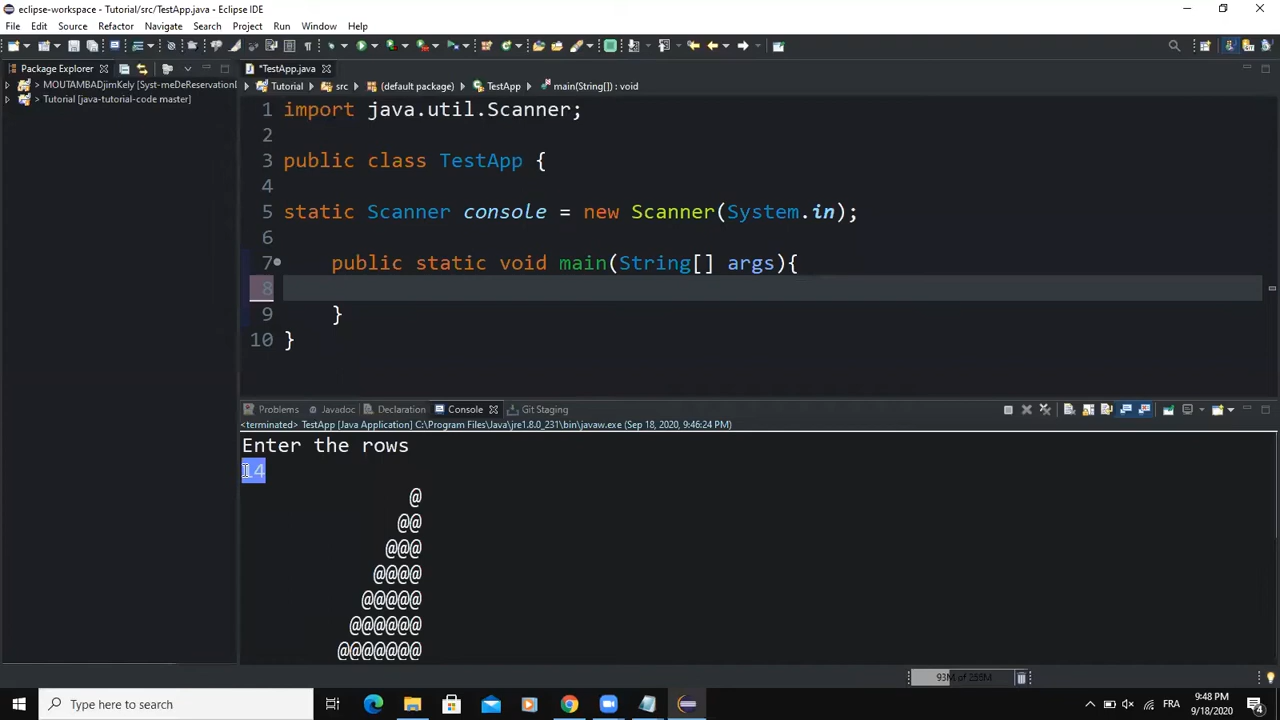 eclipse-workspace - Tutorial/src/TestApp.java - Eclipse IDE
File Edit Source Refactor Navigate Search Project Run Window Help
Package Explorer
*TestApp.java
MOUTAMBADjimKely [Syst-meDeReservationD
Tutorial [java-tutorial-code master]
Tutorial src (default package) TestApp main(String[]) : void
1 import java.util.Scanner;
2
3 public class TestApp {
4
5 static Scanner console = new Scanner(System.in);
6
7 public static void main(String[] args){
8
9 }
10 }
Problems Javadoc Declaration Console Git Staging
<terminated> TestApp [Java Application] C:\Program Files\Java\jre1.8.0_231\bin\javaw.exe (Sep 18, 2020, 9:46:24 PM)
Enter the rows
14
@
@@
@@@
@@@@
@@@@@
@@@@@@
@@@@@@@
93M of 256M
Type here to search
FRA
9:48 PM
9/18/2020
4